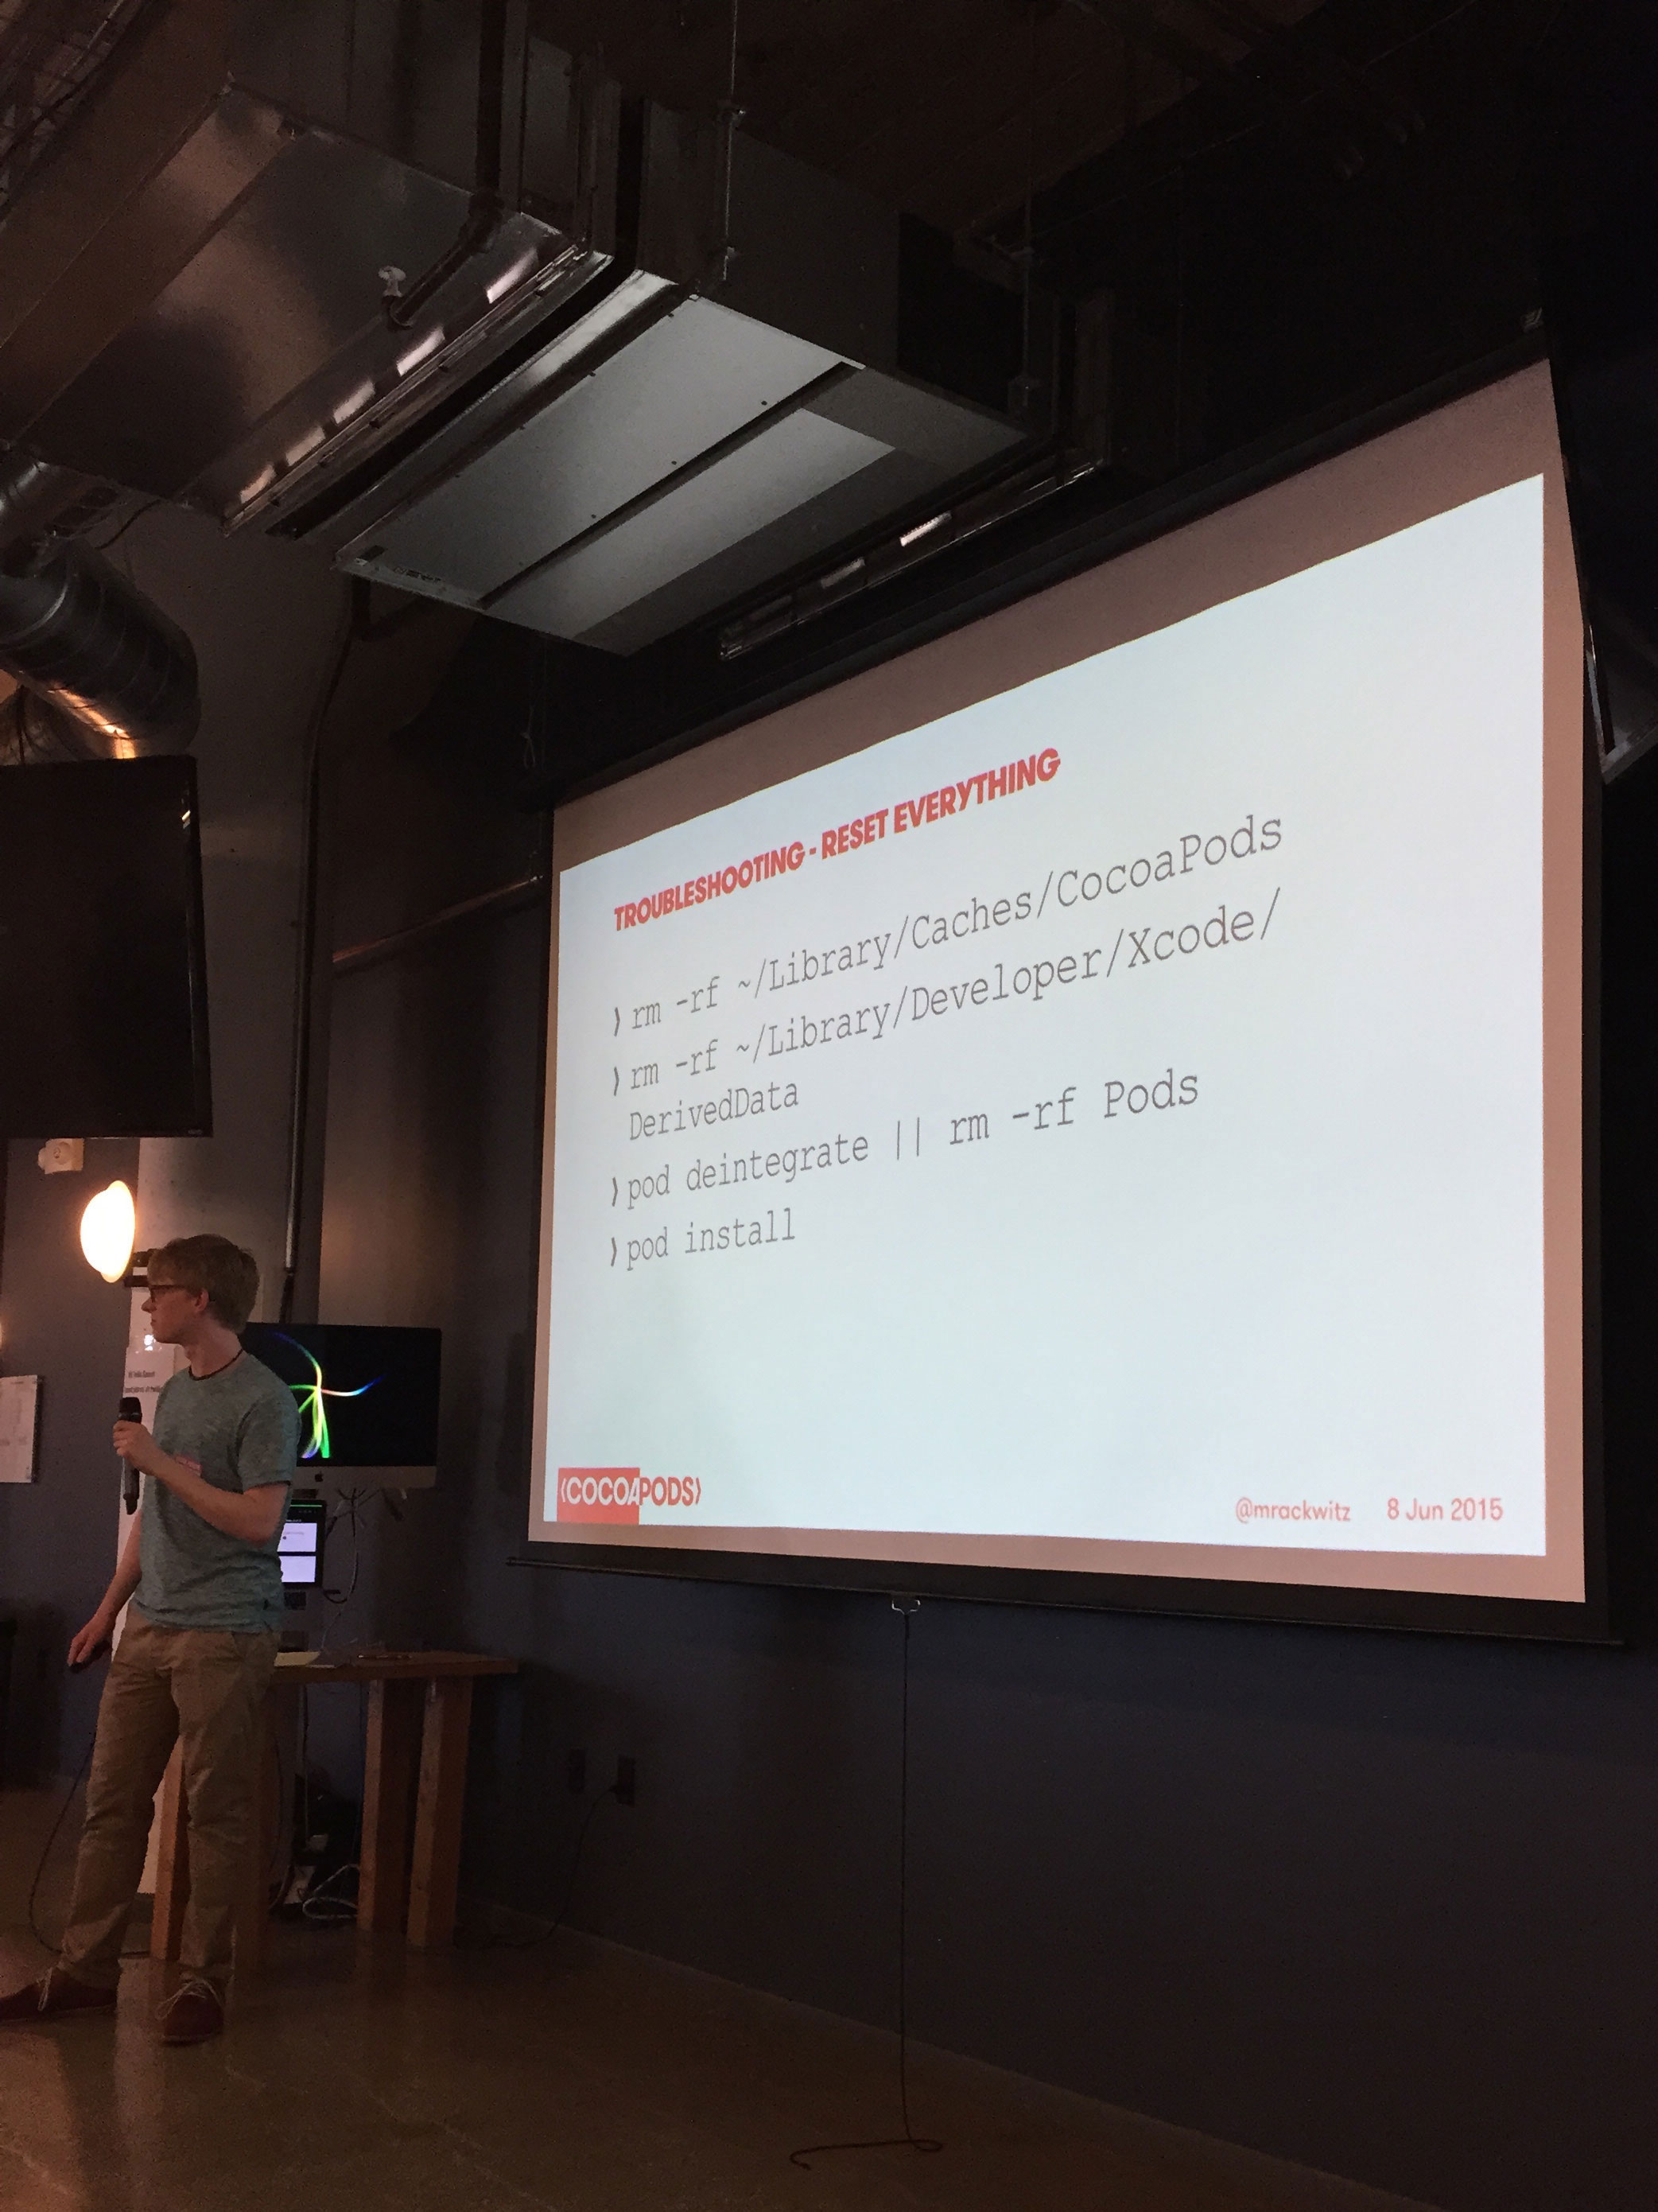 TROUBLESHOOTING - RESET EVERYTHING
⟩ rm -rf ~/Library/Caches/CocoaPods
⟩ rm -rf ~/Library/Developer/Xcode/
DerivedData
⟩ pod deintegrate || rm -rf Pods
⟩ pod install
⟨COCOAPODS⟩
@mrackwitz 8 Jun 2015